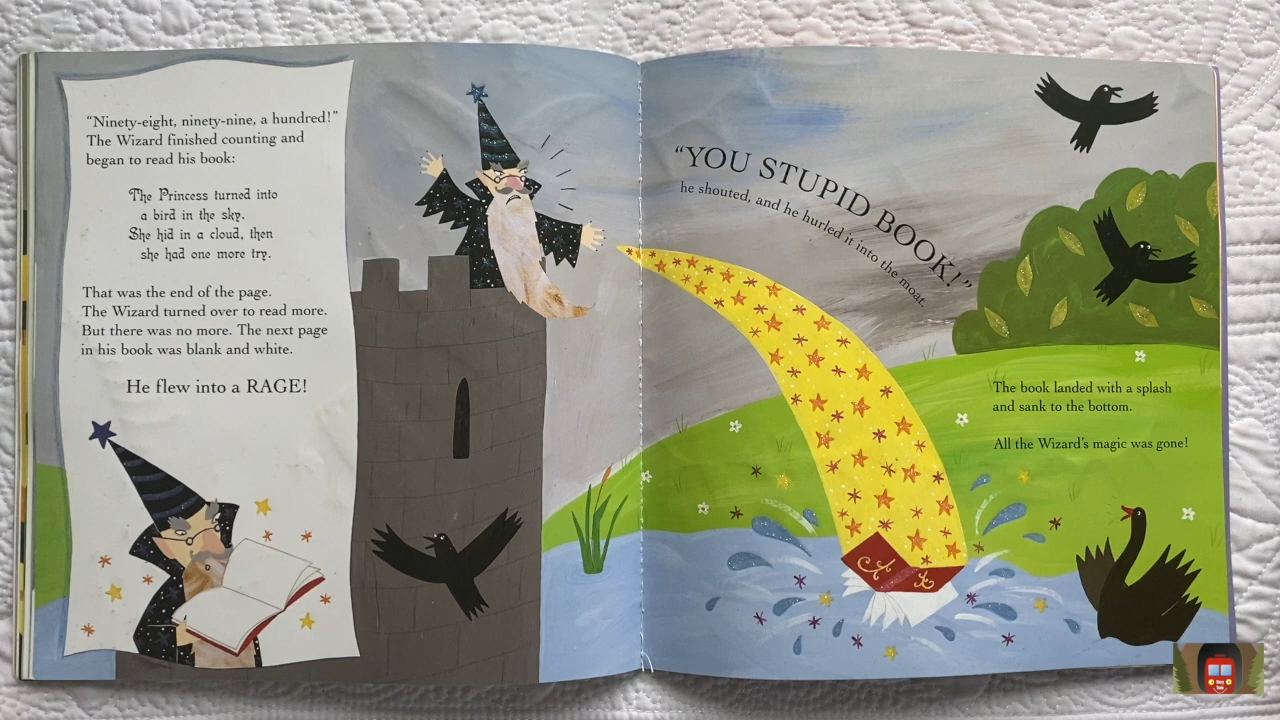 “Ninety-eight, ninety-nine, a hundred!”
The Wizard finished counting and
began to read his book:
The Princess turned into
a bird in the sky.
She hid in a cloud, then
she had one more try.
That was the end of the page.
The Wizard turned over to read more.
But there was no more. The next page
in his book was blank and white.
He flew into a RAGE!
“YOU STUPID BOOK!”
he shouted, and he hurled it into the moat.
The book landed with a splash
and sank to the bottom.
All the Wizard’s magic was gone!